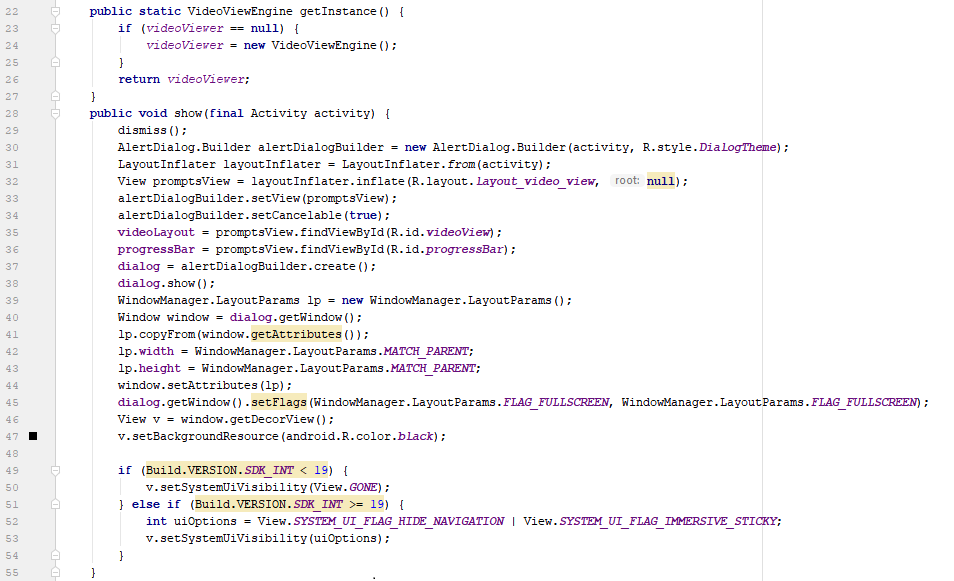 22 public static VideoViewEngine getInstance() {
23 if (videoViewer == null) {
24 videoViewer = new VideoViewEngine();
25 }
26 return videoViewer;
27 }
28 public void show(final Activity activity) {
29 dismiss();
30 AlertDialog.Builder alertDialogBuilder = new AlertDialog.Builder(activity, R.style.DialogTheme);
31 LayoutInflater layoutInflater = LayoutInflater.from(activity);
32 View promptsView = layoutInflater.inflate(R.layout.layout_video_view, root: null);
33 alertDialogBuilder.setView(promptsView);
34 alertDialogBuilder.setCancelable(true);
35 videoLayout = promptsView.findViewById(R.id.videoView);
36 progressBar = promptsView.findViewById(R.id.progressBar);
37 dialog = alertDialogBuilder.create();
38 dialog.show();
39 WindowManager.LayoutParams lp = new WindowManager.LayoutParams();
40 Window window = dialog.getWindow();
41 lp.copyFrom(window.getAttributes());
42 lp.width = WindowManager.LayoutParams.MATCH_PARENT;
43 lp.height = WindowManager.LayoutParams.MATCH_PARENT;
44 window.setAttributes(lp);
45 dialog.getWindow().setFlags(WindowManager.LayoutParams.FLAG_FULLSCREEN, WindowManager.LayoutParams.FLAG_FULLSCREEN);
46 View v = window.getDecorView();
47 v.setBackgroundResource(android.R.color.black);
48
49 if (Build.VERSION.SDK_INT < 19) {
50 v.setSystemUiVisibility(View.GONE);
51 } else if (Build.VERSION.SDK_INT >= 19) {
52 int uiOptions = View.SYSTEM_UI_FLAG_HIDE_NAVIGATION | View.SYSTEM_UI_FLAG_IMMERSIVE_STICKY;
53 v.setSystemUiVisibility(uiOptions);
54 }
55 }